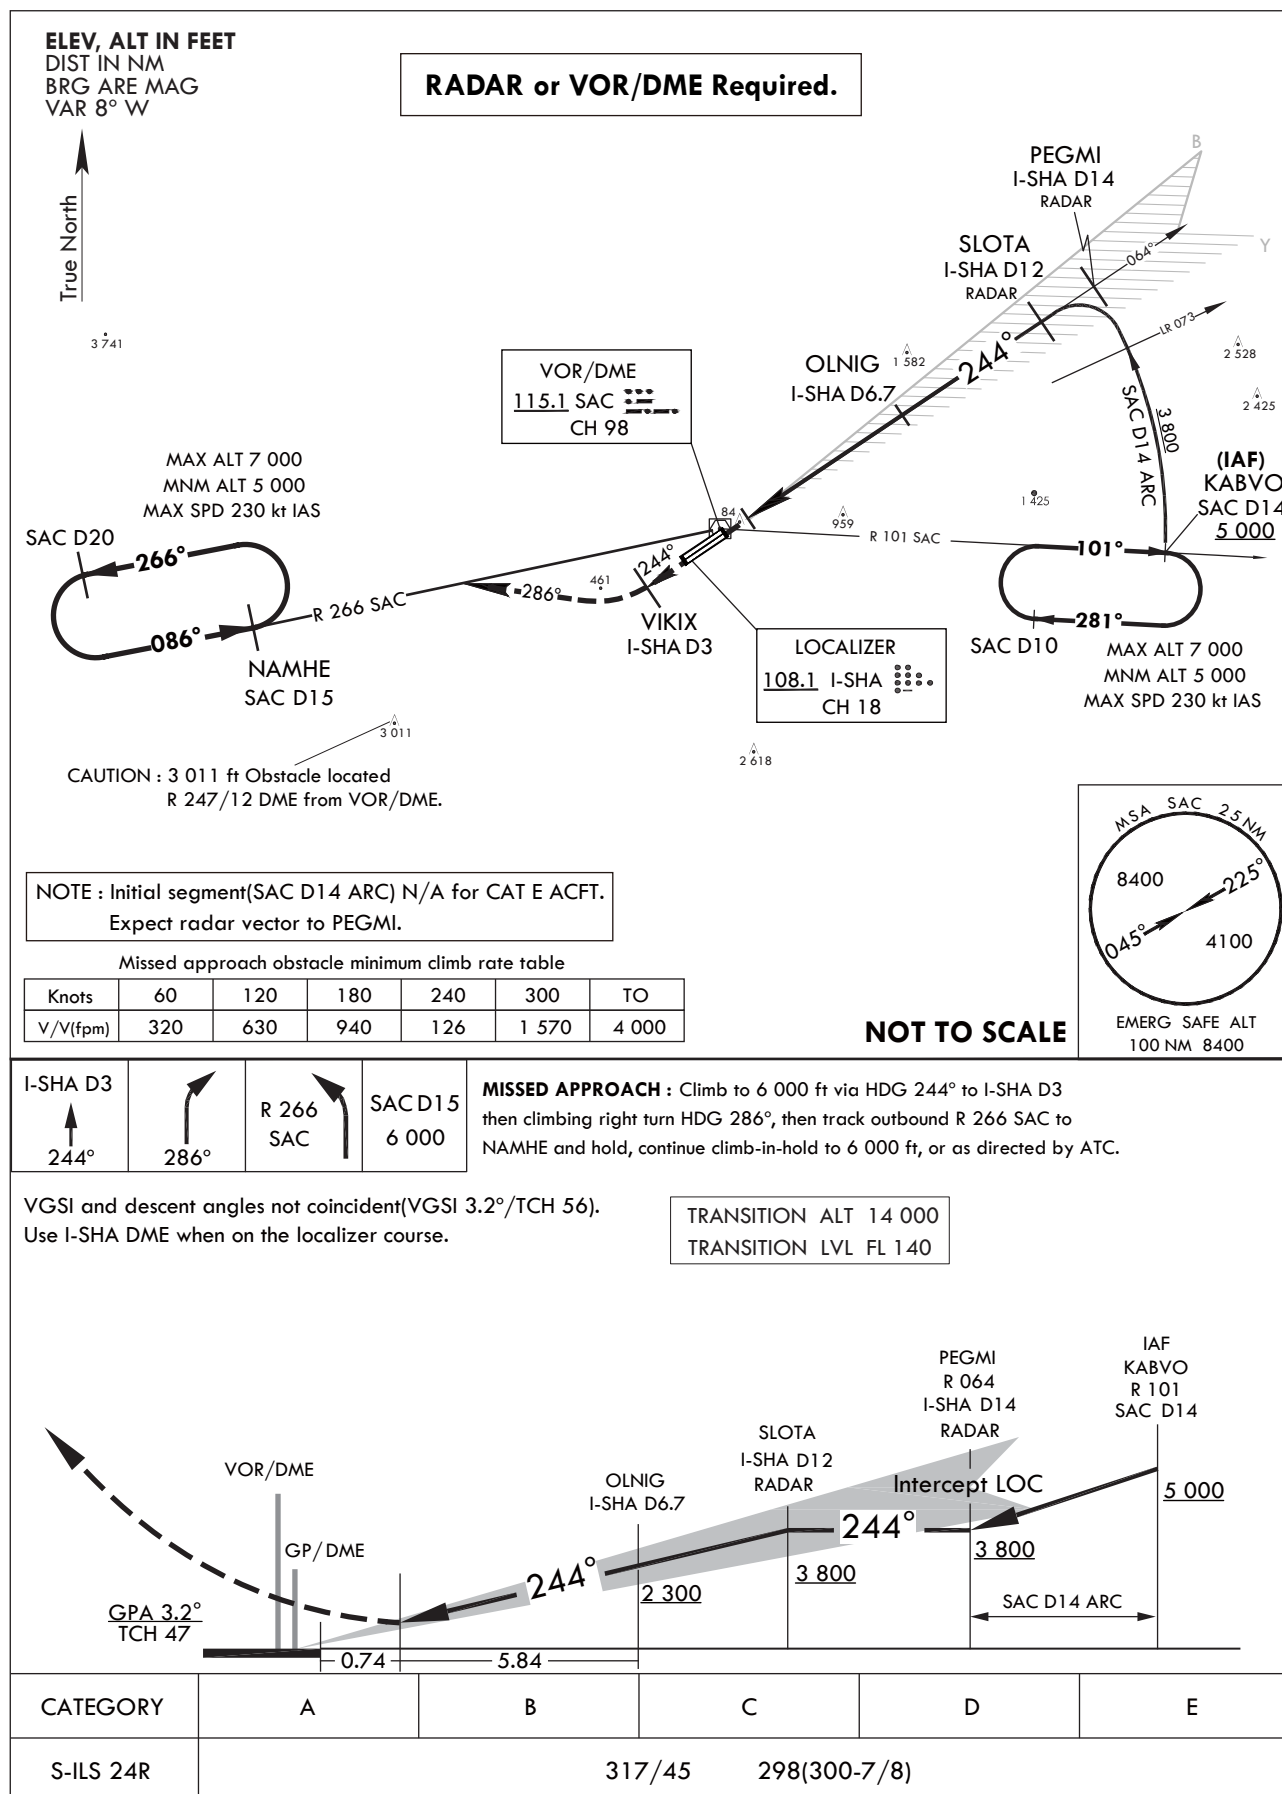 ELEV, ALT IN FEET
DIST IN NM
BRG ARE MAG
VAR 8° W
RADAR or VOR/DME Required.
True North
B
Y
PEGMI
I-SHA D14
RADAR
SLOTA
I-SHA D12
RADAR
064°
LR 073
3 741
1 582
2 528
2 425
OLNIG
I-SHA D6.7
244°
SAC D14 ARC
3 800
VOR/DME
115.1 SAC
CH 98
MAX ALT 7 000
MNM ALT 5 000
MAX SPD 230 kt IAS
(IAF)
KABVO
SAC D14
5 000
1 425
84
959
R 101 SAC
SAC D20
266°
086°
R 266 SAC
NAMHE
SAC D15
286°
461
244°
VIKIX
I-SHA D3
101°
281°
SAC D10
LOCALIZER
108.1 I-SHA
CH 18
MAX ALT 7 000
MNM ALT 5 000
MAX SPD 230 kt IAS
3 011
2 618
CAUTION : 3 011 ft Obstacle located
R 247/12 DME from VOR/DME.
MSA SAC 25 NM
8400
225°
045°
4100
EMERG SAFE ALT
100 NM 8400
NOTE : Initial segment(SAC D14 ARC) N/A for CAT E ACFT.
Expect radar vector to PEGMI.
Missed approach obstacle minimum climb rate table
Knots 60 120 180 240 300 TO
V/V(fpm) 320 630 940 126 1 570 4 000
NOT TO SCALE
I-SHA D3
244°
286°
R 266
SAC
SAC D15
6 000
MISSED APPROACH : Climb to 6 000 ft via HDG 244° to I-SHA D3
then climbing right turn HDG 286°, then track outbound R 266 SAC to
NAMHE and hold, continue climb-in-hold to 6 000 ft, or as directed by ATC.
VGSI and descent angles not coincident(VGSI 3.2°/TCH 56).
Use I-SHA DME when on the localizer course.
TRANSITION ALT 14 000
TRANSITION LVL FL 140
IAF
KABVO
R 101
SAC D14
PEGMI
R 064
I-SHA D14
RADAR
SLOTA
I-SHA D12
RADAR
OLNIG
I-SHA D6.7
VOR/DME
GP/DME
Intercept LOC
5 000
244°
3 800
3 800
244°
2 300
SAC D14 ARC
GPA 3.2°
TCH 47
0.74
5.84
CATEGORY A B C D E
S-ILS 24R 317/45 298(300-7/8)